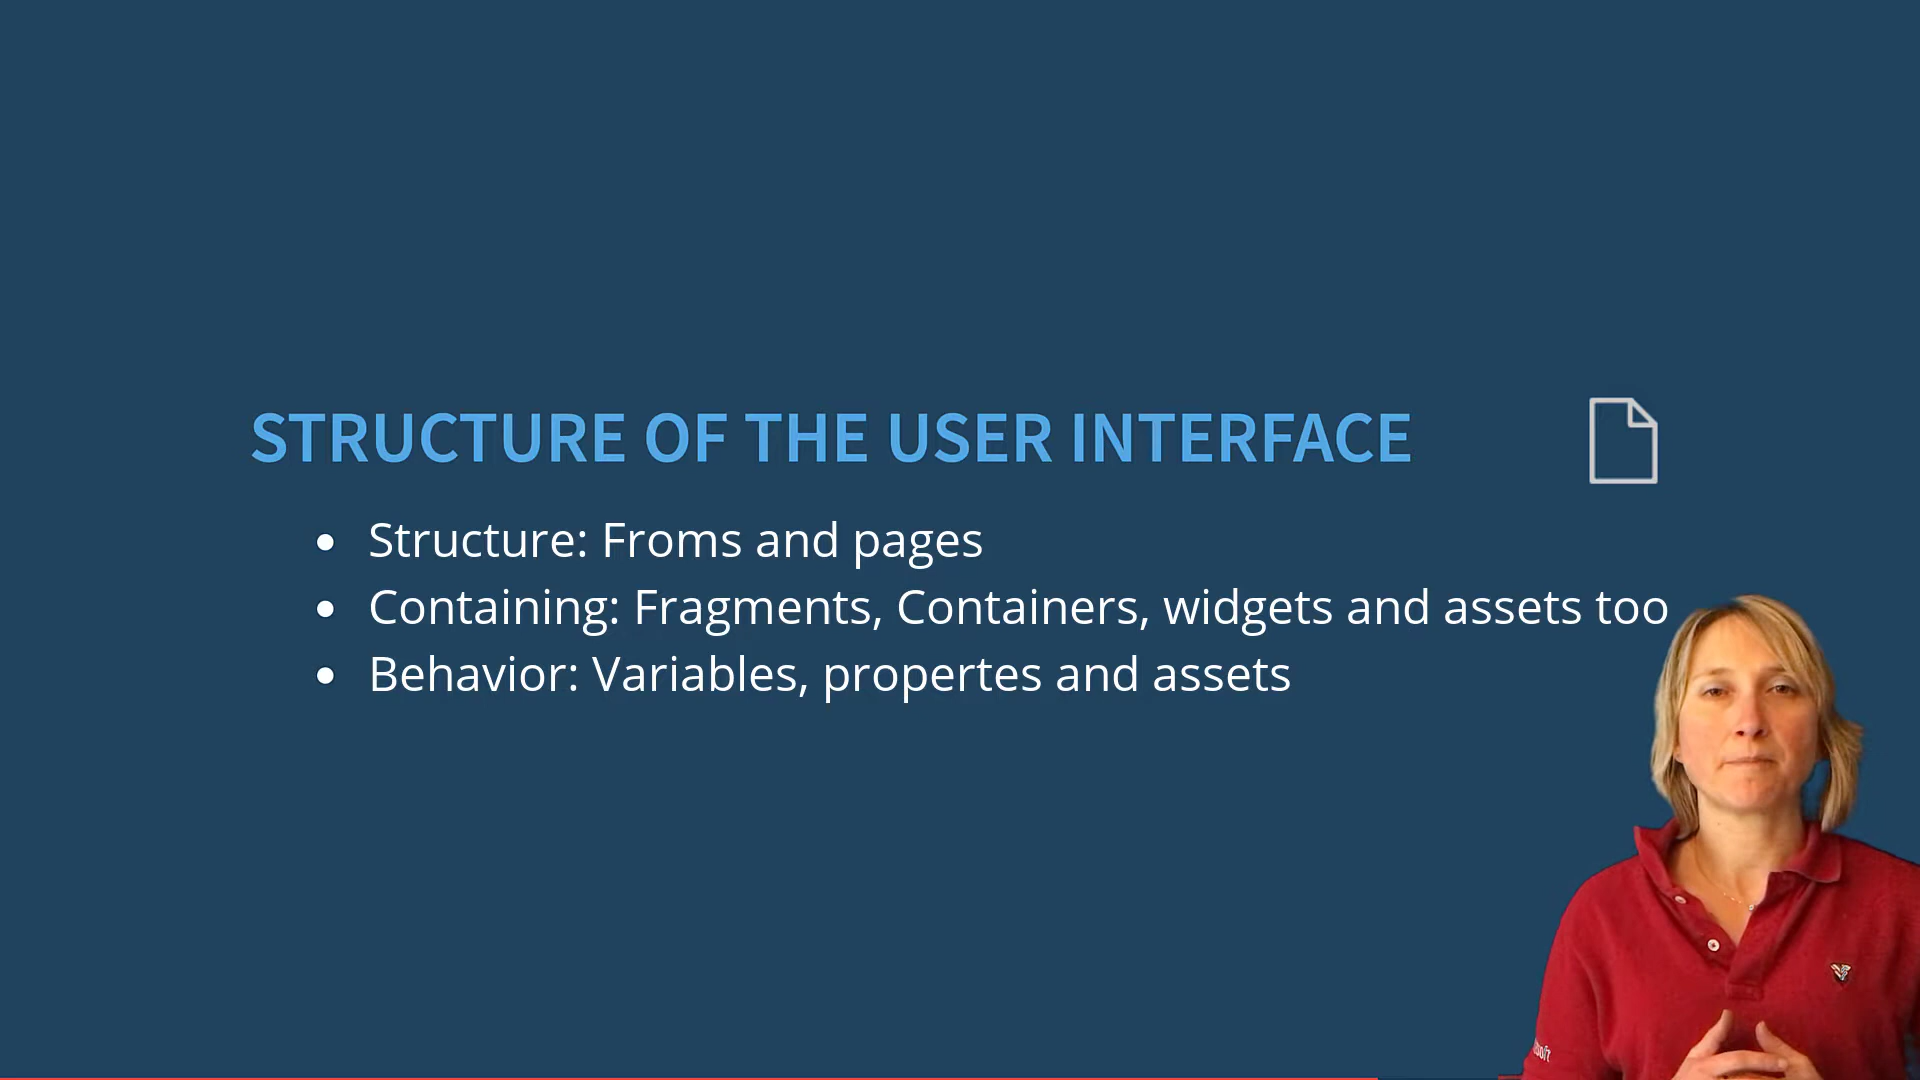 STRUCTURE OF THE USER INTERFACE
Structure: Froms and pages
Containing: Fragments, Containers, widgets and assets too
Behavior: Variables, propertes and assets